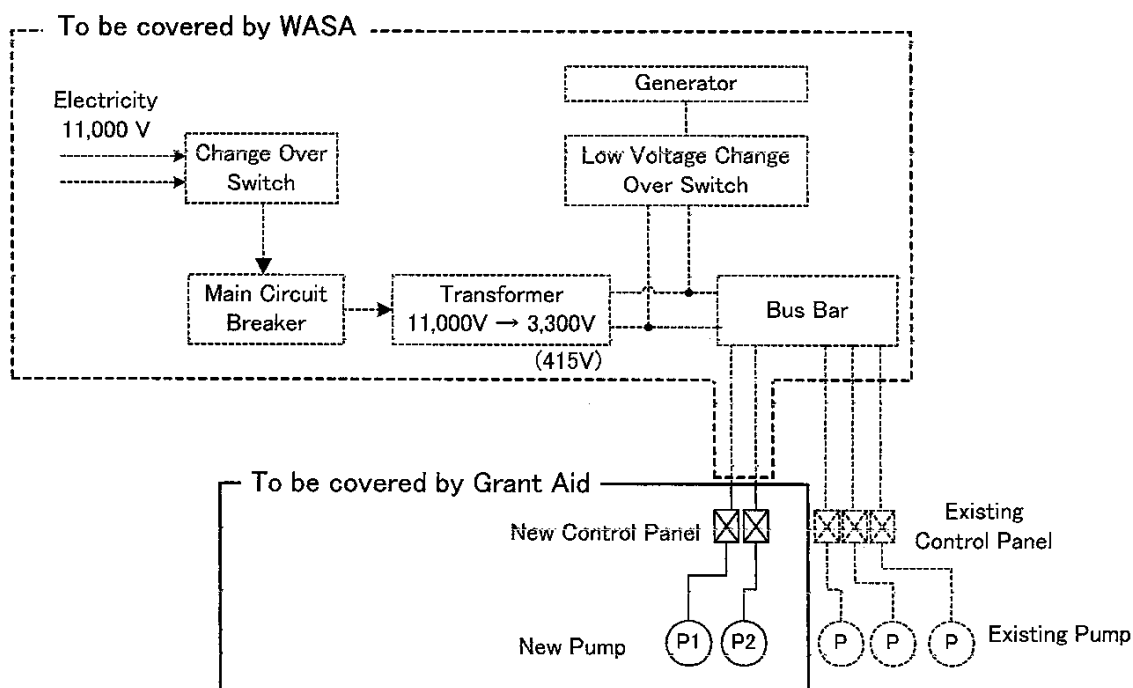 To be covered by WASA
Electricity
11,000 V
Change Over
Switch
Generator
Low Voltage Change
Over Switch
Main Circuit
Breaker
Transformer
11,000V → 3,300V
(415V)
Bus Bar
To be covered by Grant Aid
New Control Panel
Existing
Control Panel
New Pump
P1
P2
P
P
P
Existing Pump